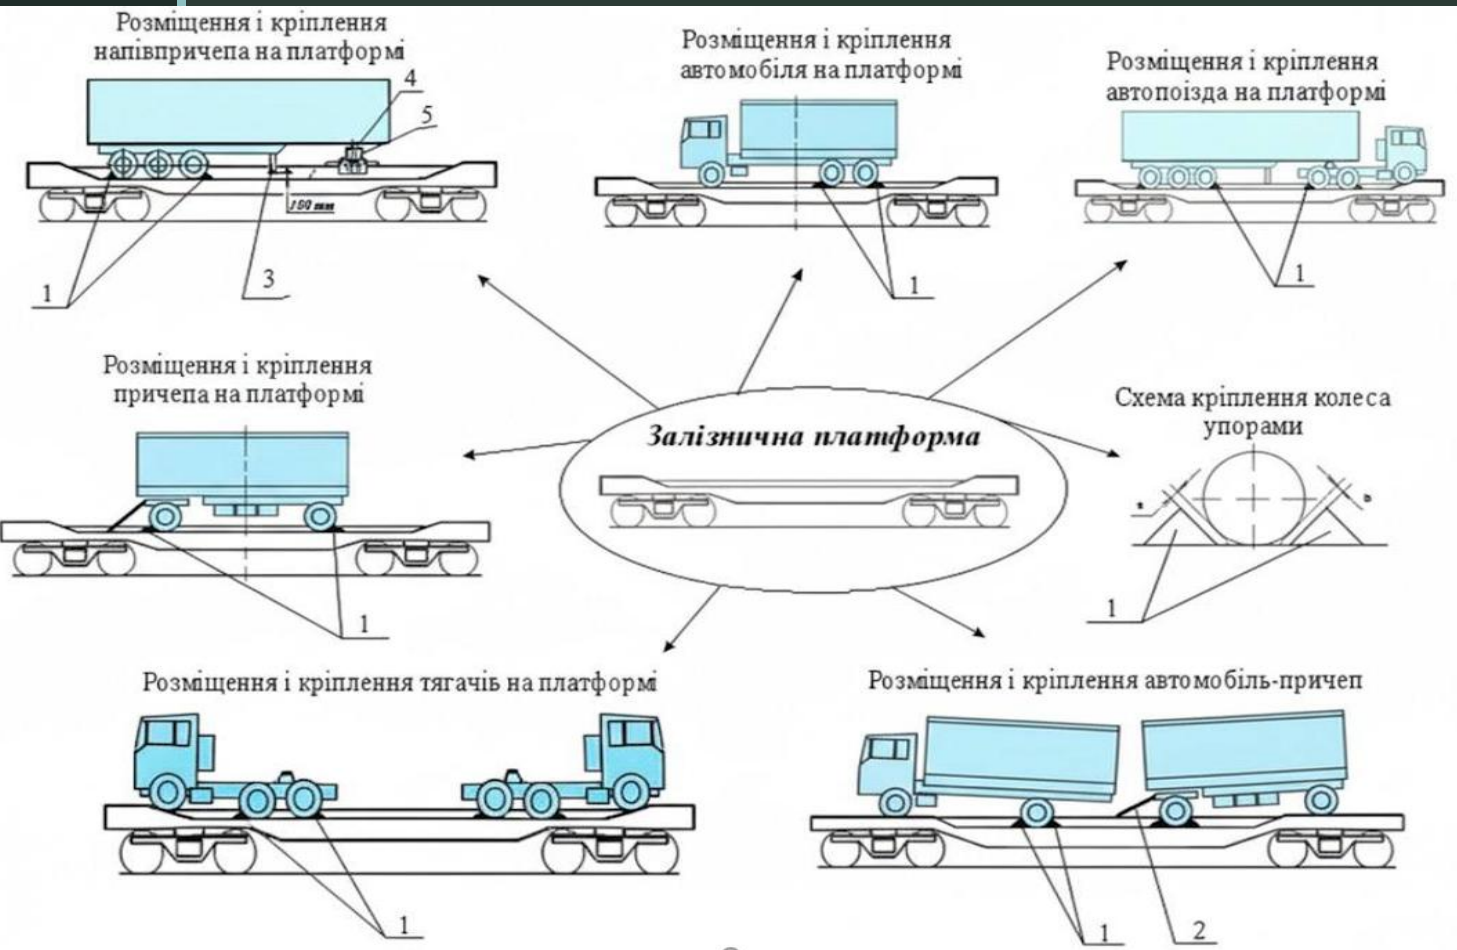 Розміщення і кріплення
напівпричепа на платформі
4
5
150 mm
1
3
Розміщення і кріплення
автомобіля на платформі
1
Розміщення і кріплення
автопоїзда на платформі
1
Розміщення і кріплення
причепа на платформі
1
Залізнична платформа
Схема кріплення колеса
упорами
1
Розміщення і кріплення тягачів на платформі
1
Розміщення і кріплення автомобіль-причеп
1
2